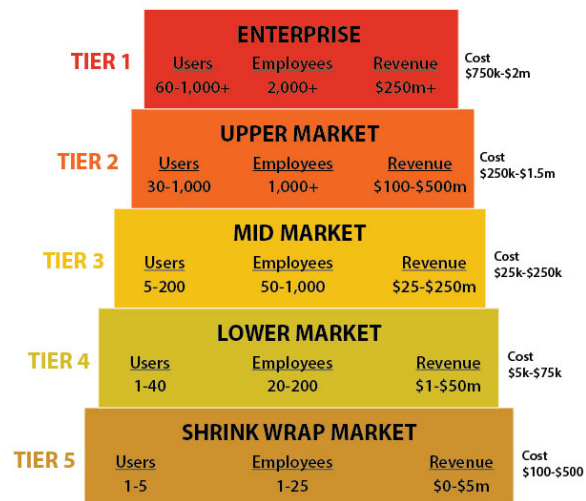 ENTERPRISE
TIER 1
Users Employees Revenue
60-1,000+ 2,000+ $250m+
Cost
$750k-$2m
UPPER MARKET
TIER 2
Users Employees Revenue
30-1,000 1,000+ $100-$500m
Cost
$250k-$1.5m
MID MARKET
TIER 3
Users Employees Revenue
5-200 50-1,000 $25-$250m
Cost
$25k-$250k
LOWER MARKET
TIER 4
Users Employees Revenue
1-40 20-200 $1-$50m
Cost
$5k-$75k
SHRINK WRAP MARKET
TIER 5
Users Employees Revenue
1-5 1-25 $0-$5m
Cost
$100-$500